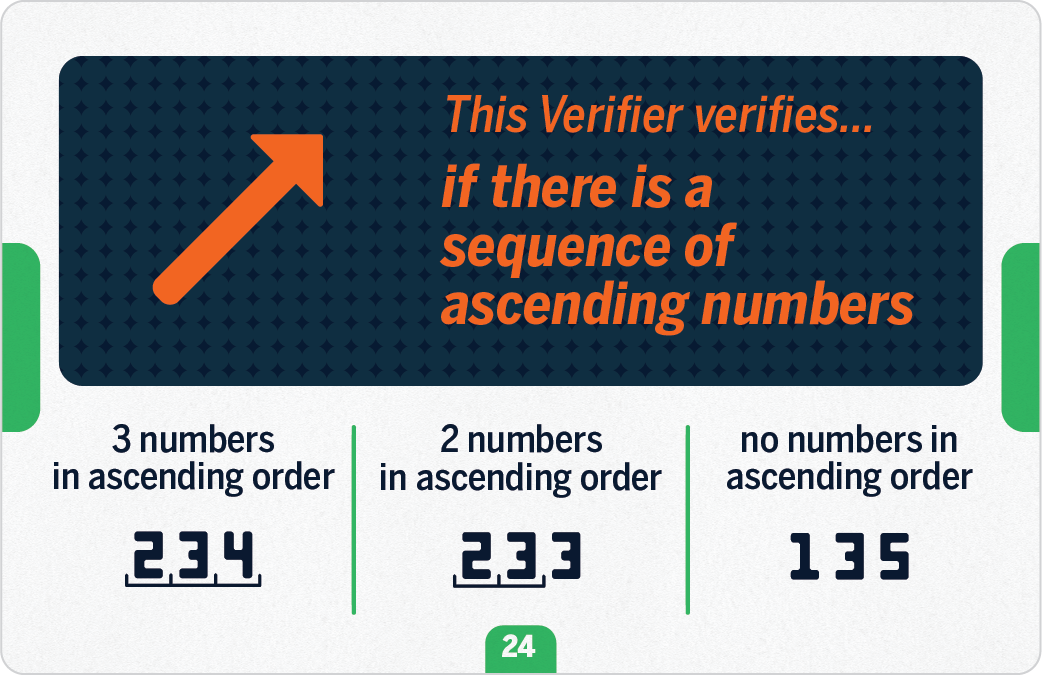 This Verifier verifies...
if there is a
sequence of
ascending numbers
3 numbers
in ascending order
2 3 4
2 numbers
in ascending order
2 3 3
no numbers in
ascending order
1 3 5
24